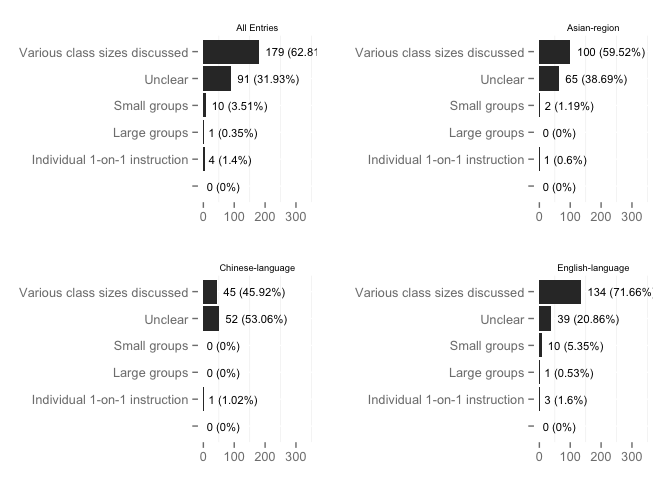 All Entries
Various class sizes discussed
179 (62.81
Unclear
91 (31.93%)
Small groups
10 (3.51%)
Large groups
1 (0.35%)
Individual 1-on-1 instruction
4 (1.4%)
0 (0%)
0 100 200 300
Asian-region
Various class sizes discussed
100 (59.52%)
Unclear
65 (38.69%)
Small groups
2 (1.19%)
Large groups
0 (0%)
Individual 1-on-1 instruction
1 (0.6%)
0 (0%)
0 100 200 300
Chinese-language
Various class sizes discussed
45 (45.92%)
Unclear
52 (53.06%)
Small groups
0 (0%)
Large groups
0 (0%)
Individual 1-on-1 instruction
1 (1.02%)
0 (0%)
0 100 200 300
English-language
Various class sizes discussed
134 (71.66%
Unclear
39 (20.86%)
Small groups
10 (5.35%)
Large groups
1 (0.53%)
Individual 1-on-1 instruction
3 (1.6%)
0 (0%)
0 100 200 300